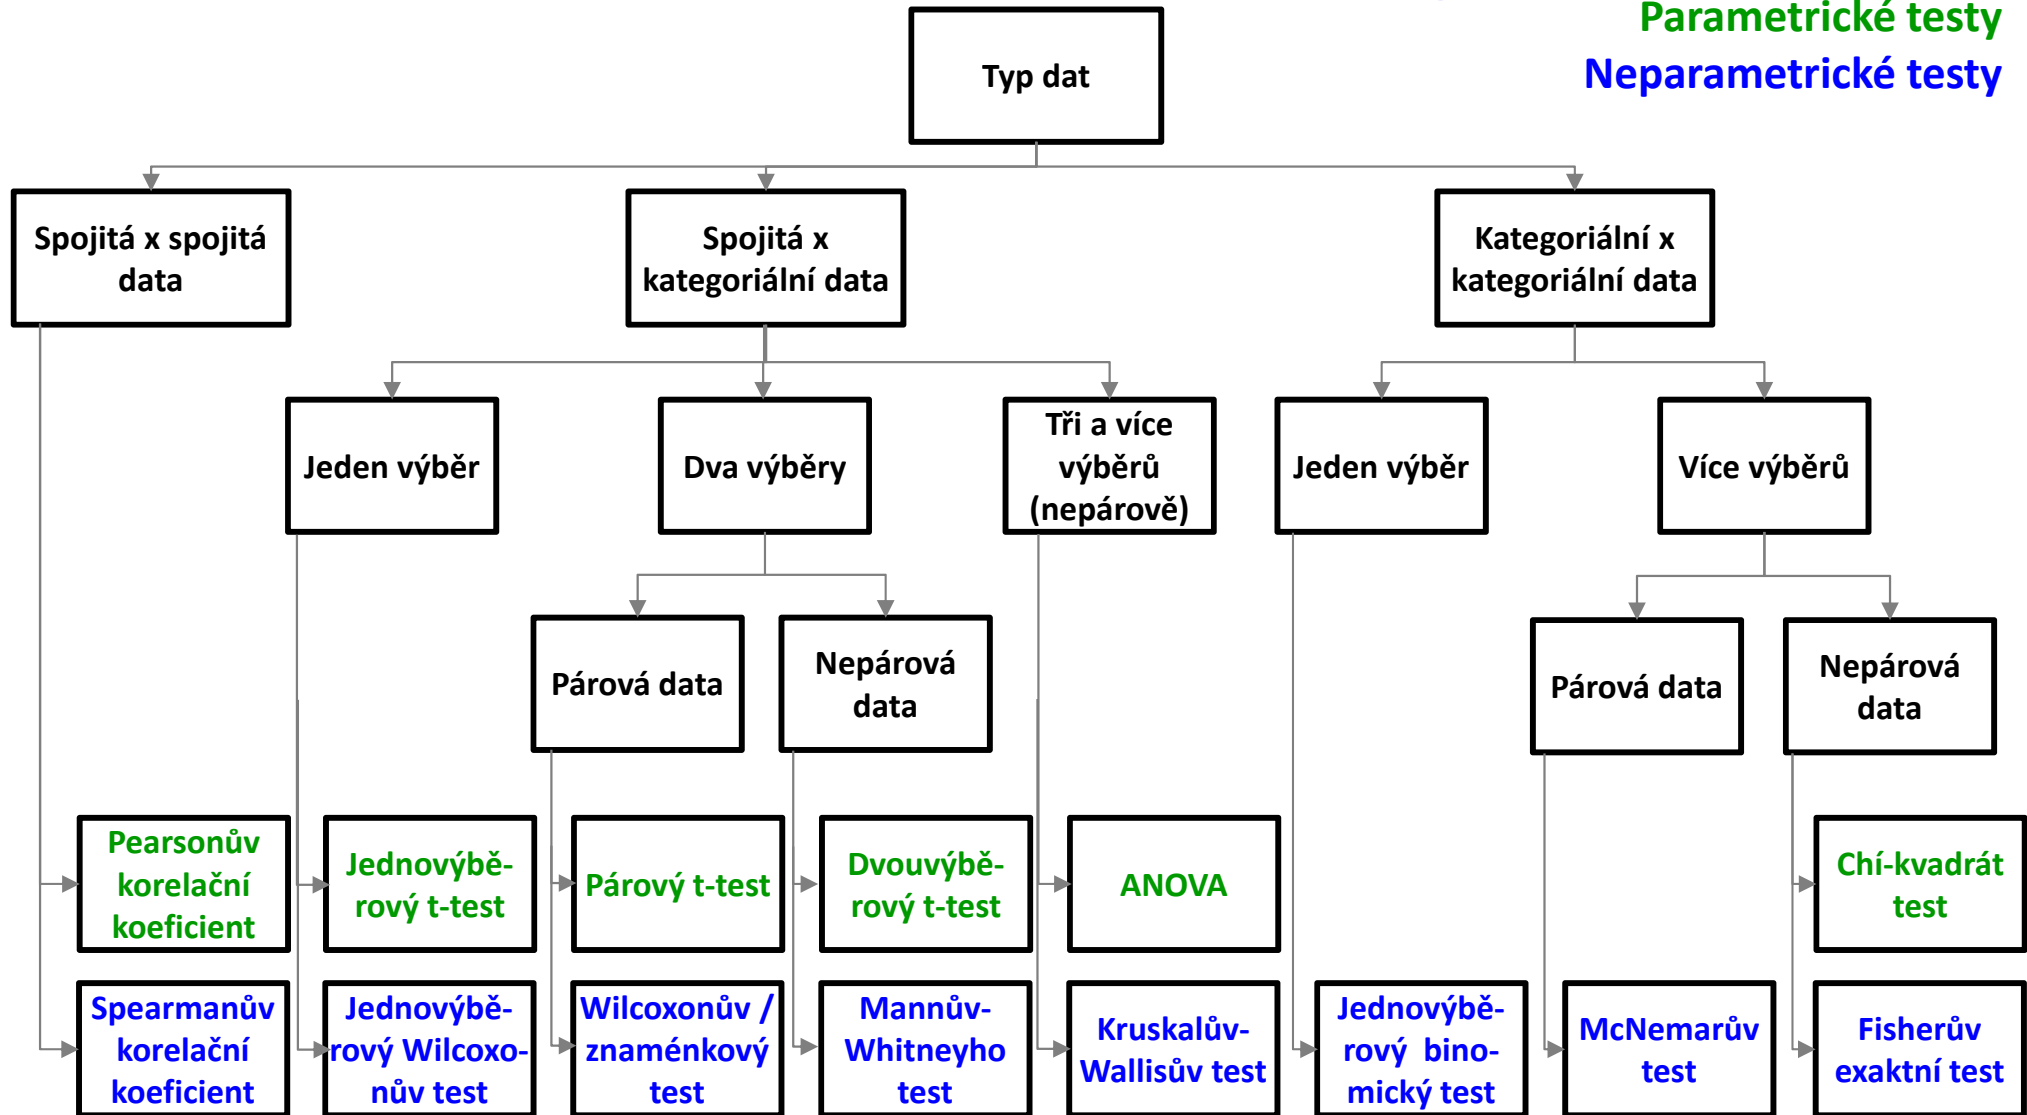 Parametrické testy
Neparametrické testy
Typ dat
Spojitá x spojitá
data
Spojitá x
kategoriální data
Kategoriální x
kategoriální data
Jeden výběr
Dva výběry
Tři a více
výběrů
(nepárově)
Jeden výběr
Více výběrů
Párová data
Nepárová
data
Párová data
Nepárová
data
Pearsonův
korelační
koeficient
Jednovýbě-
rový t-test
Párový t-test
Dvouvýbě-
rový t-test
ANOVA
Chí-kvadrát
test
Spearmanův
korelační
koeficient
Jednovýbě-
rový Wilcoxo-
nův test
Wilcoxonův /
znaménkový
test
Mannův-
Whitneyho
test
Kruskalův-
Wallisův test
Jednovýbě-
rový bino-
mický test
McNemarův
test
Fisherův
exaktní test